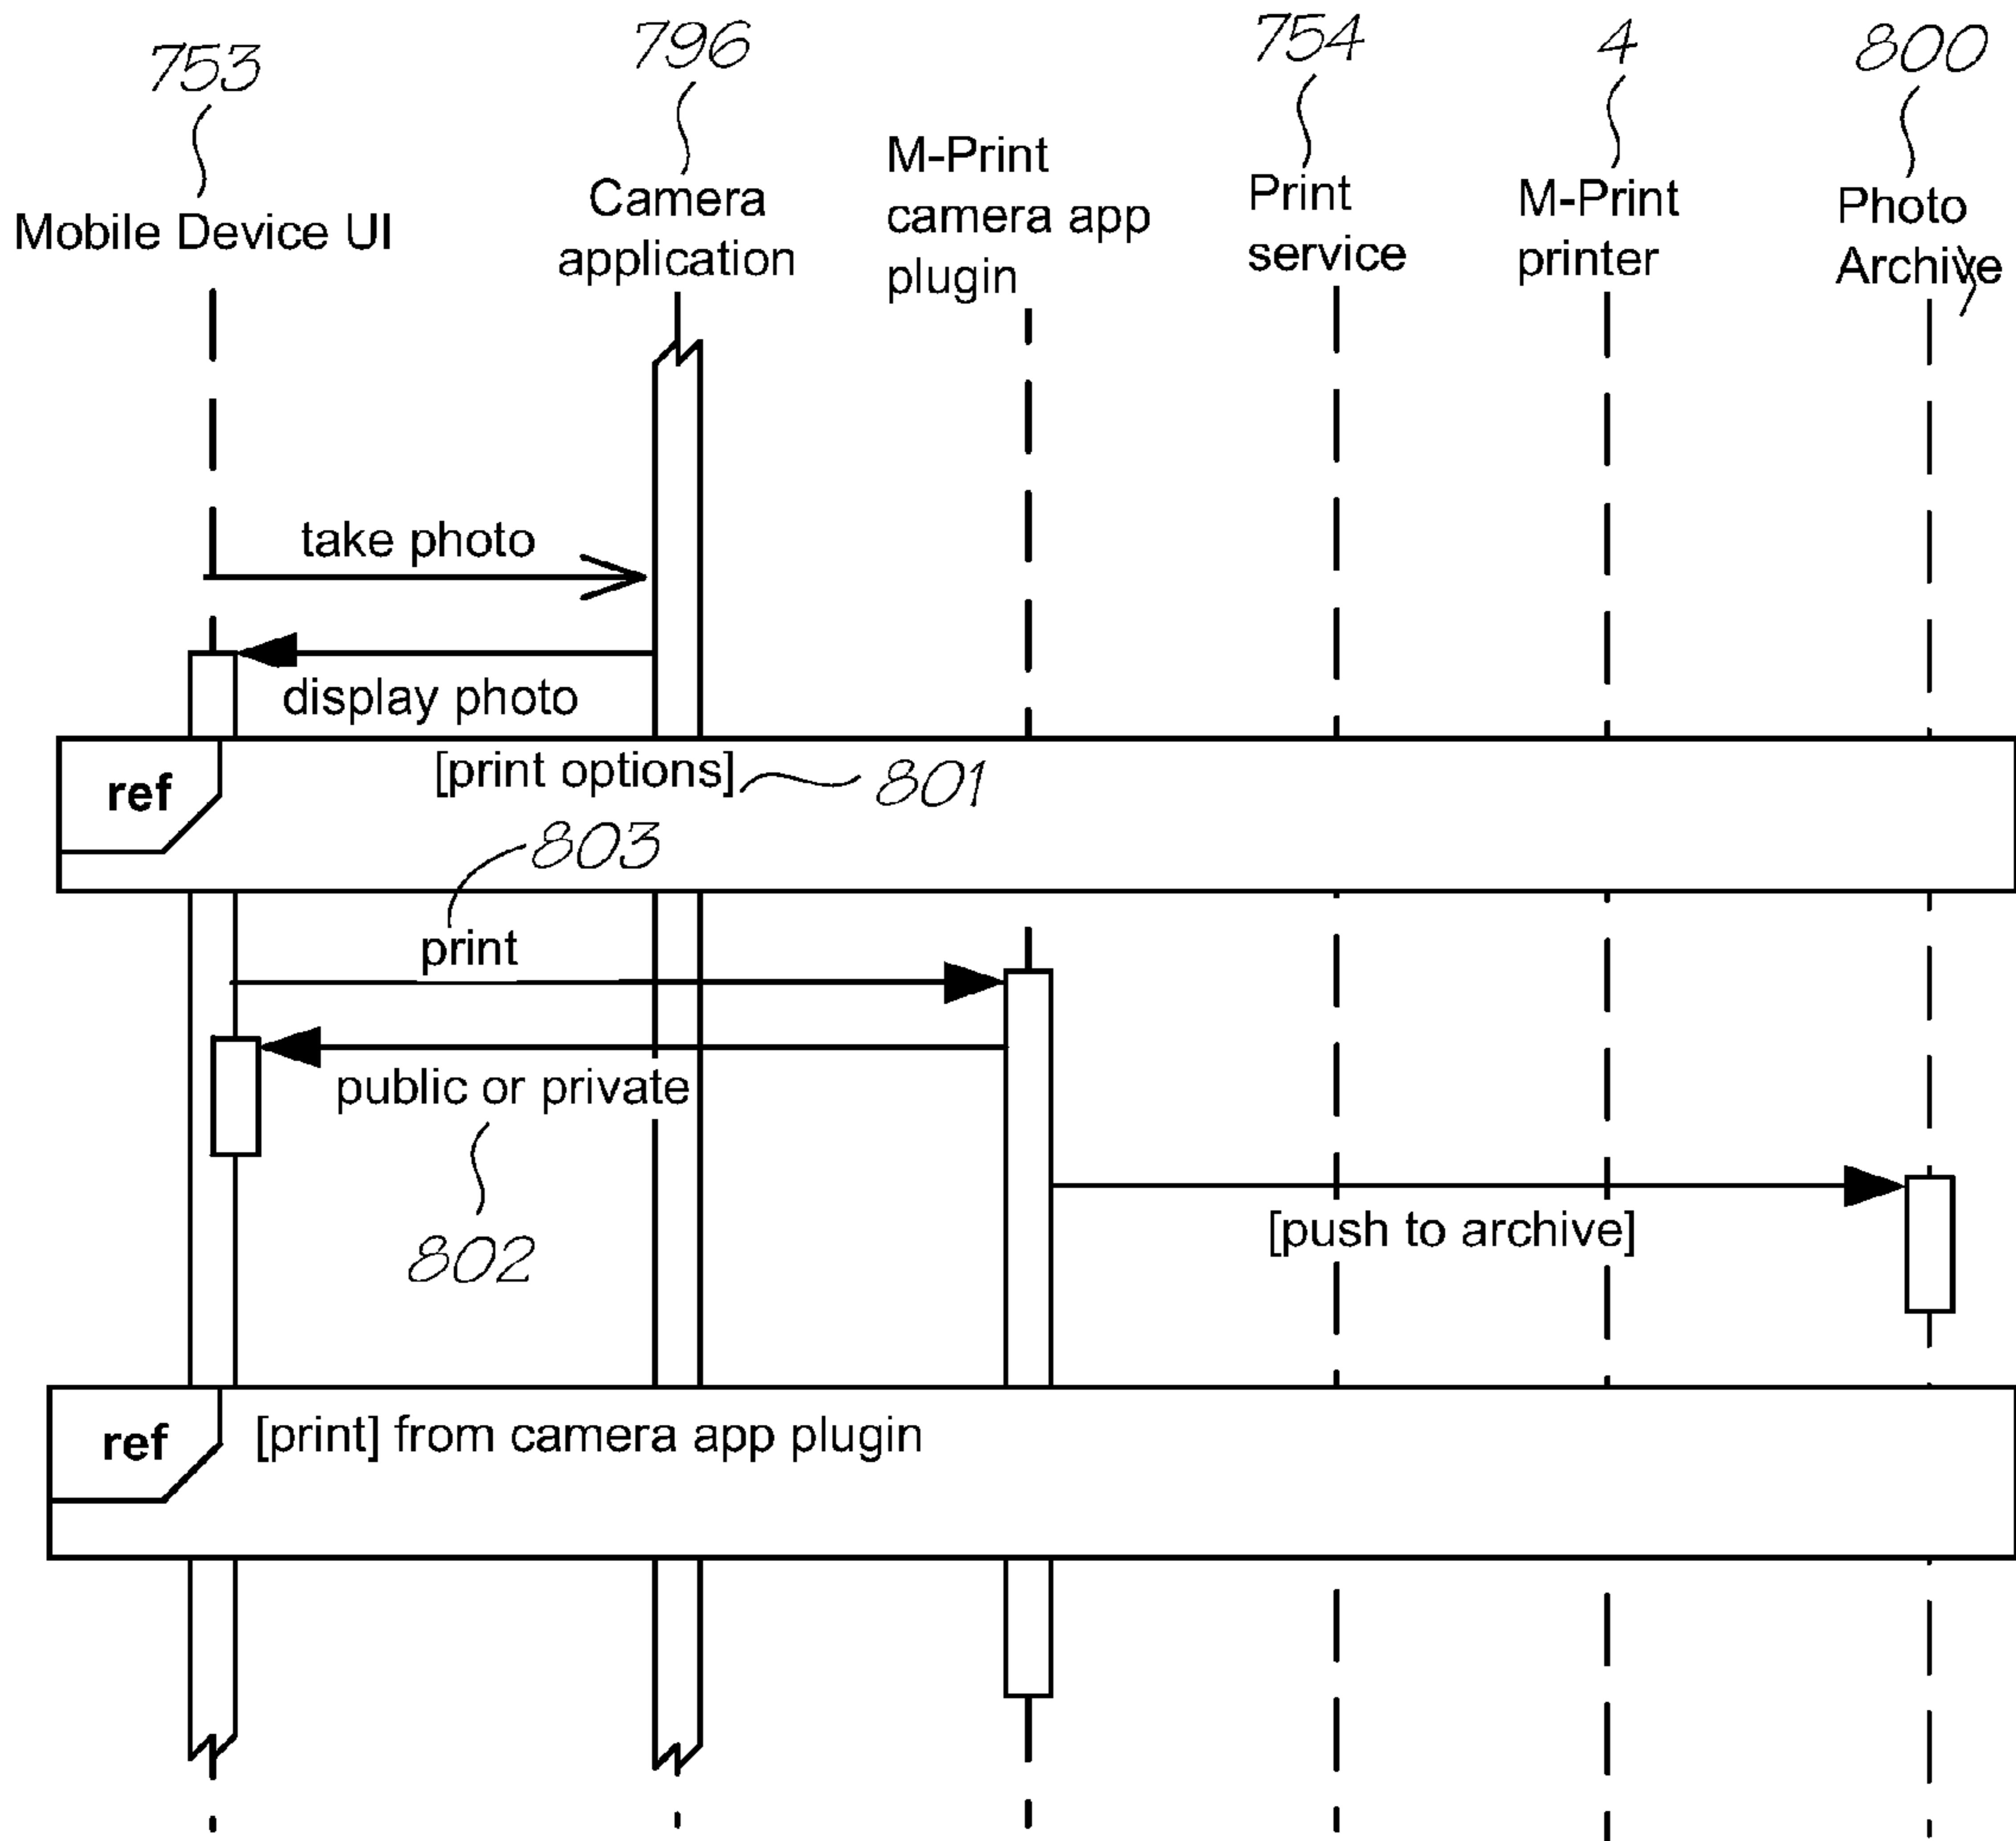 753
796
754
4
800
Mobile Device UI
Camera
application
M-Print
camera app
plugin
Print
service
M-Print
printer
Photo
Archive
take photo
display photo
ref
[print options]
801
803
print
public or private
802
[push to archive]
ref
[print] from camera app plugin